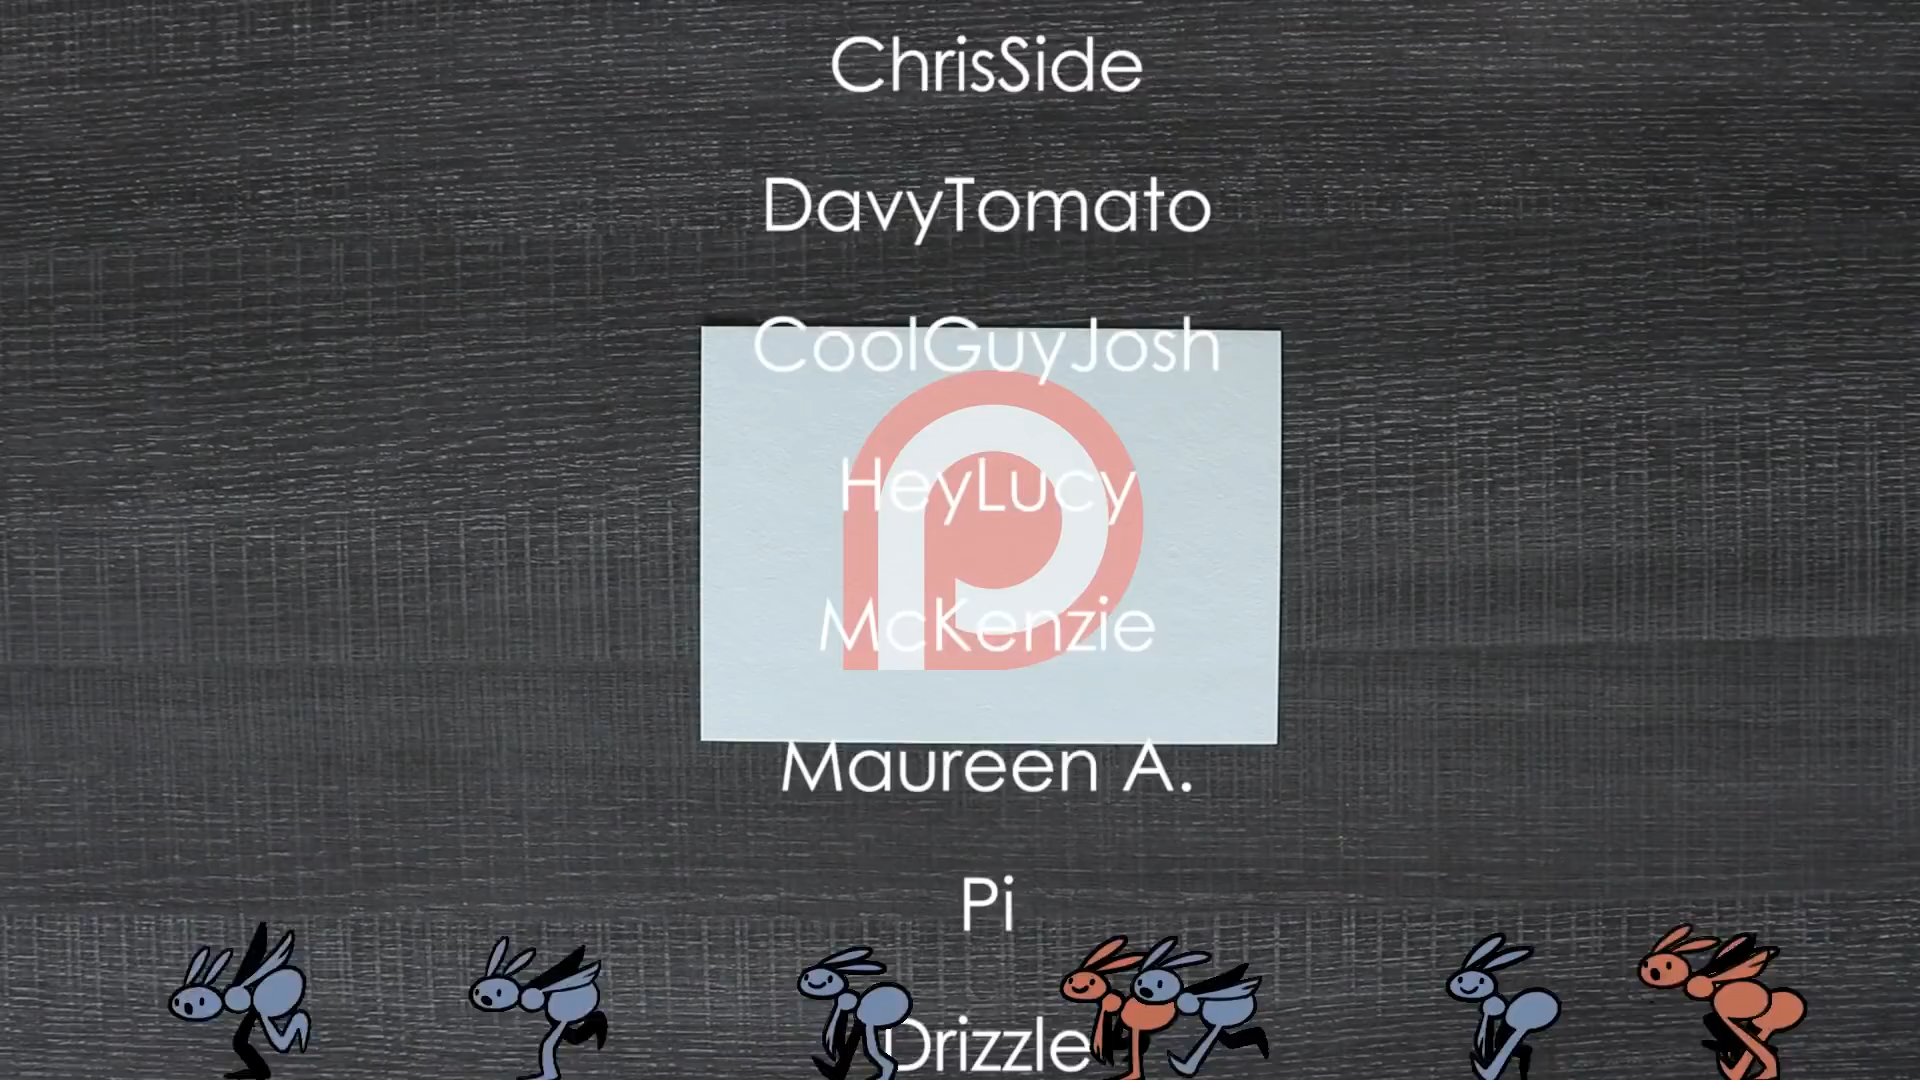 ChrisSide
DavyTomato
CoolGuyJosh
HeyLucy
McKenzie
Maureen A.
Pi
Drizzle